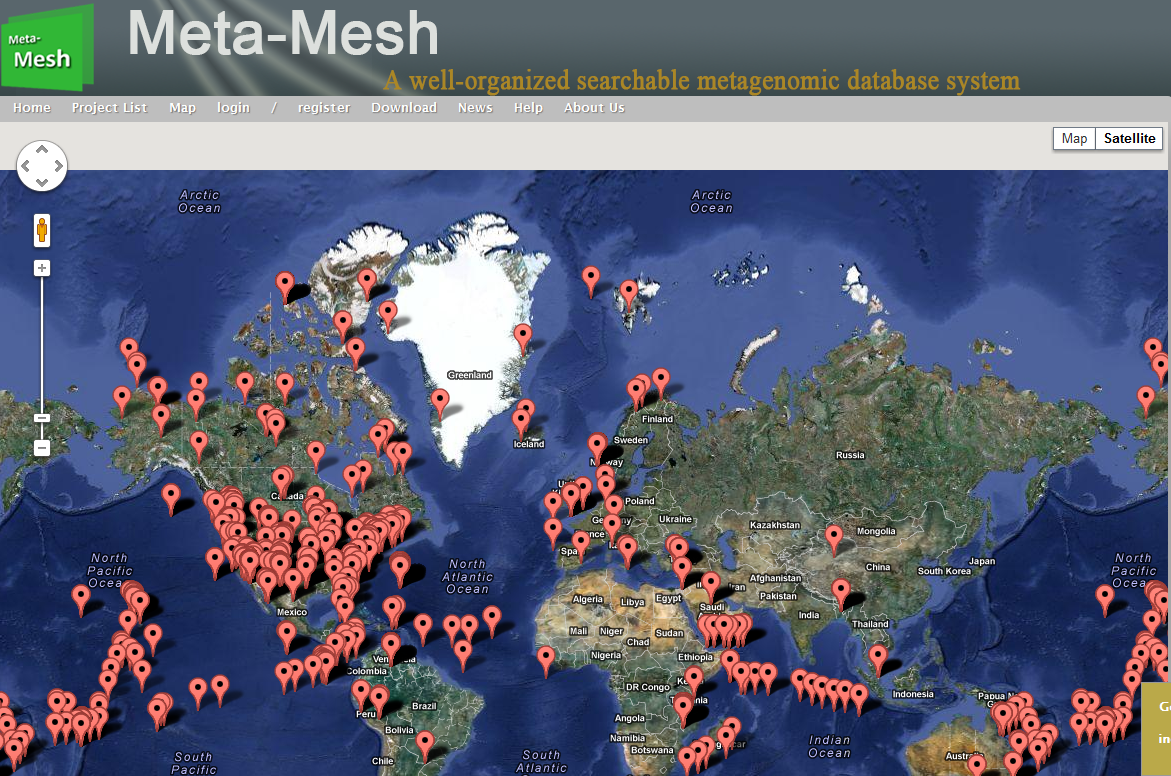 Meta-
Mesh
Meta-Mesh
A well-organized searchable metagenomic database system
Home Project List Map login / register Download News Help About Us
Map Satellite
Arctic
Ocean
Arctic
Ocean
Greenland
Iceland
Finland
Sweden
Russia
Canada
Poland
Ukraine
Kazakhstan
Mongolia
North
Pacific
Ocean
North
Atlantic
Ocean
China
South Korea
Japan
North
Pacific
Afghanistan
Pakistan
Algeria
Libya
Egypt
Saudi
India
Mexico
Thailand
Mali
Niger
Chad
Sudan
Nigeria
Ethiopia
Colombia
DR Congo
Indonesia
Peru
Brazil
Angola
Bolivia
Namibia
Botswana
Chile
South
Pacific
South
Atlantic
Indian
Ocean
Papua